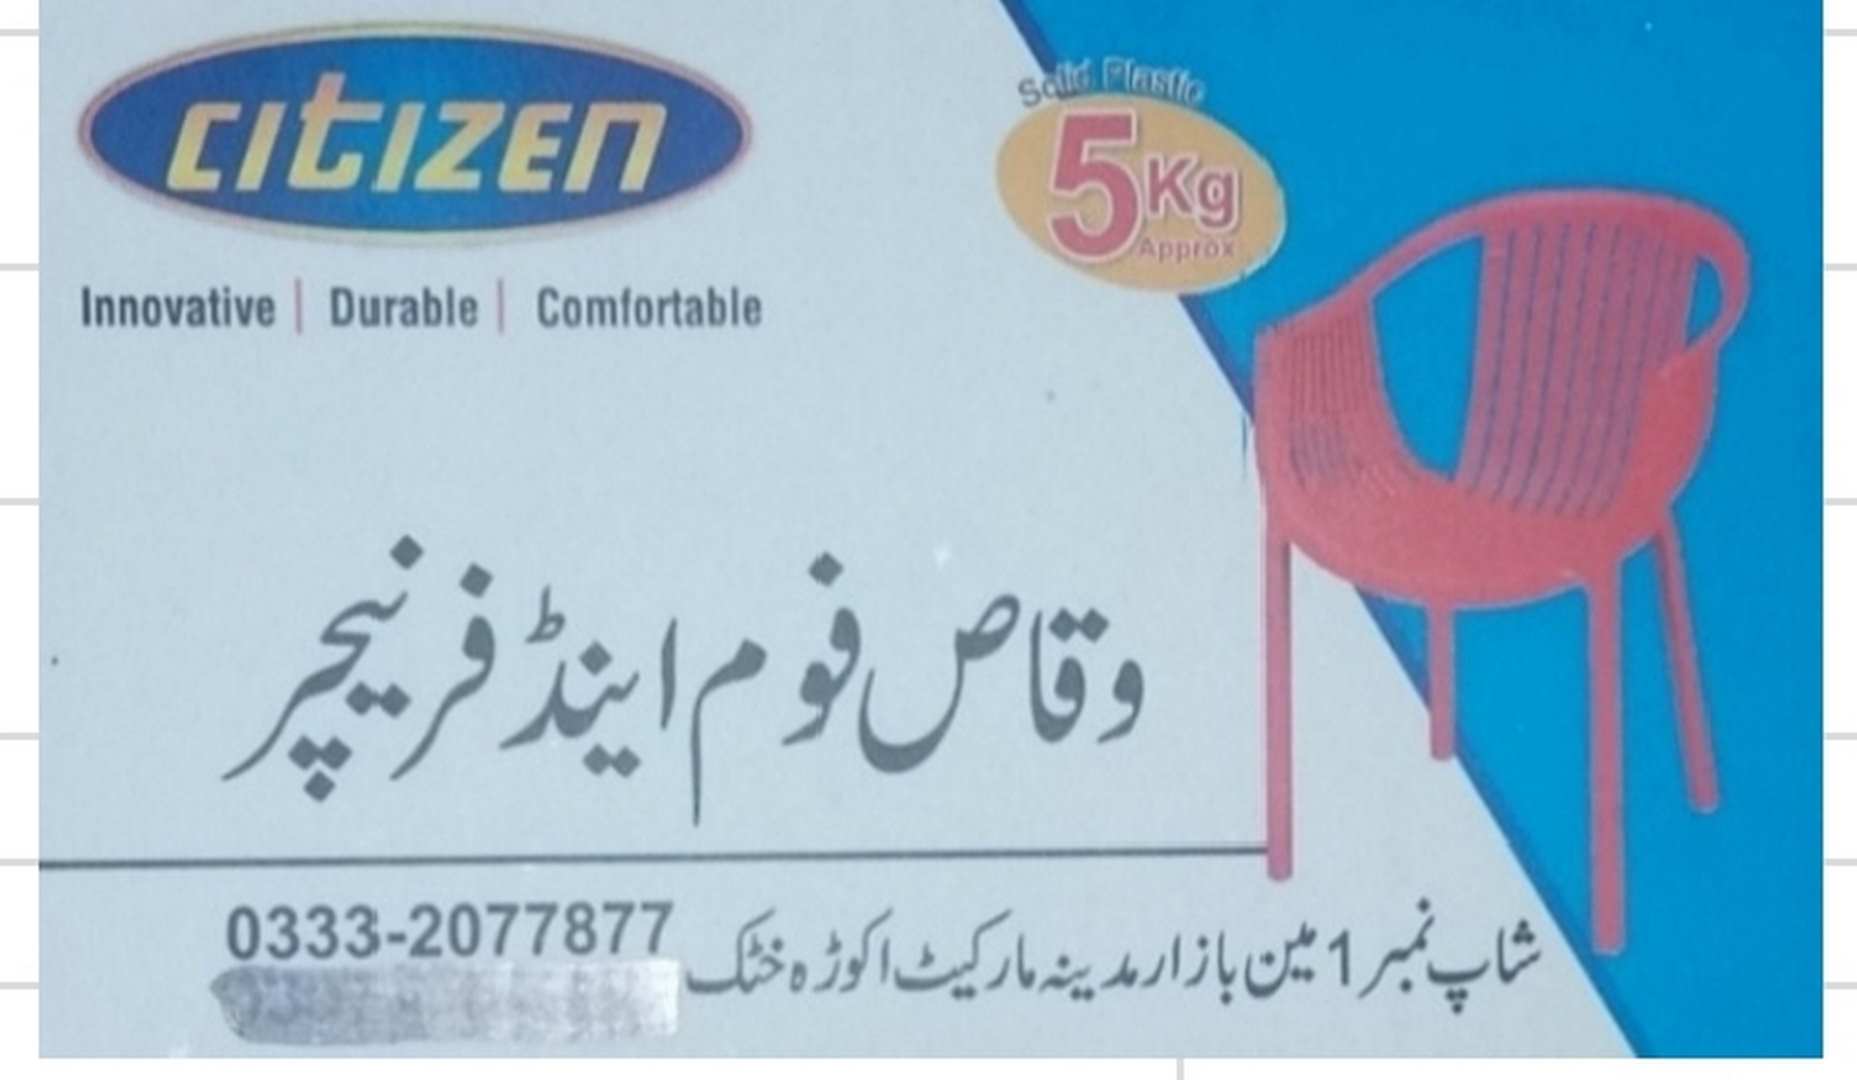 CITIZEN
Innovative | Durable | Comfortable
Solid Plastic
5Kg
Approx
وقاص فوم اینڈ فرنیچر
0333-2077877
شاپ نمبر 1 مین بازار مدینہ مارکیٹ اکوڑہ خٹک